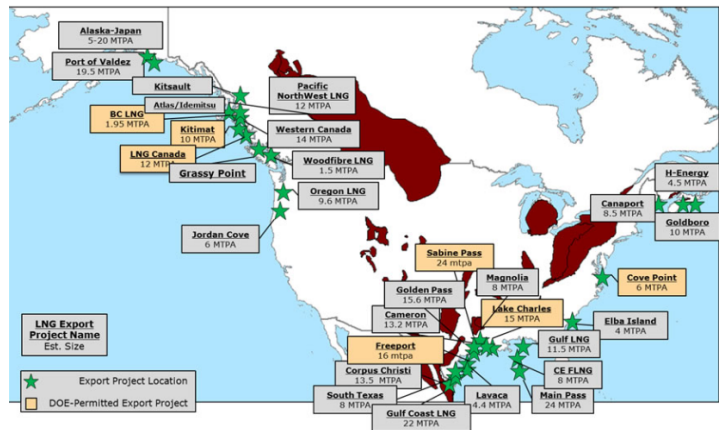 Alaska-Japan
5-20 MTPA
Port of Valdez
19.5 MTPA
Kitsault
Pacific
NorthWest LNG
12 MTPA
Atlas/Idemitsu
BC LNG
1.95 MTPA
Kitimat
10 MTPA
Western Canada
14 MTPA
LNG Canada
12 MTPA
Woodfibre LNG
1.5 MTPA
Grassy Point
Oregon LNG
9.6 MTPA
Jordan Cove
6 MTPA
H-Energy
4.5 MTPA
Canaport
8.5 MTPA
Goldboro
10 MTPA
Sabine Pass
24 mtpa
Magnolia
8 MTPA
Cove Point
6 MTPA
Golden Pass
15.6 MTPA
Lake Charles
15 MTPA
Cameron
13.2 MTPA
Elba Island
4 MTPA
LNG Export
Project Name
Est. Size
Freeport
16 mtpa
Gulf LNG
11.5 MTPA
Corpus Christi
13.5 MTPA
CE FLNG
8 MTPA
South Texas
8 MTPA
Lavaca
4.4 MTPA
Main Pass
24 MTPA
Gulf Coast LNG
22 MTPA
Export Project Location
DOE-Permitted Export Project